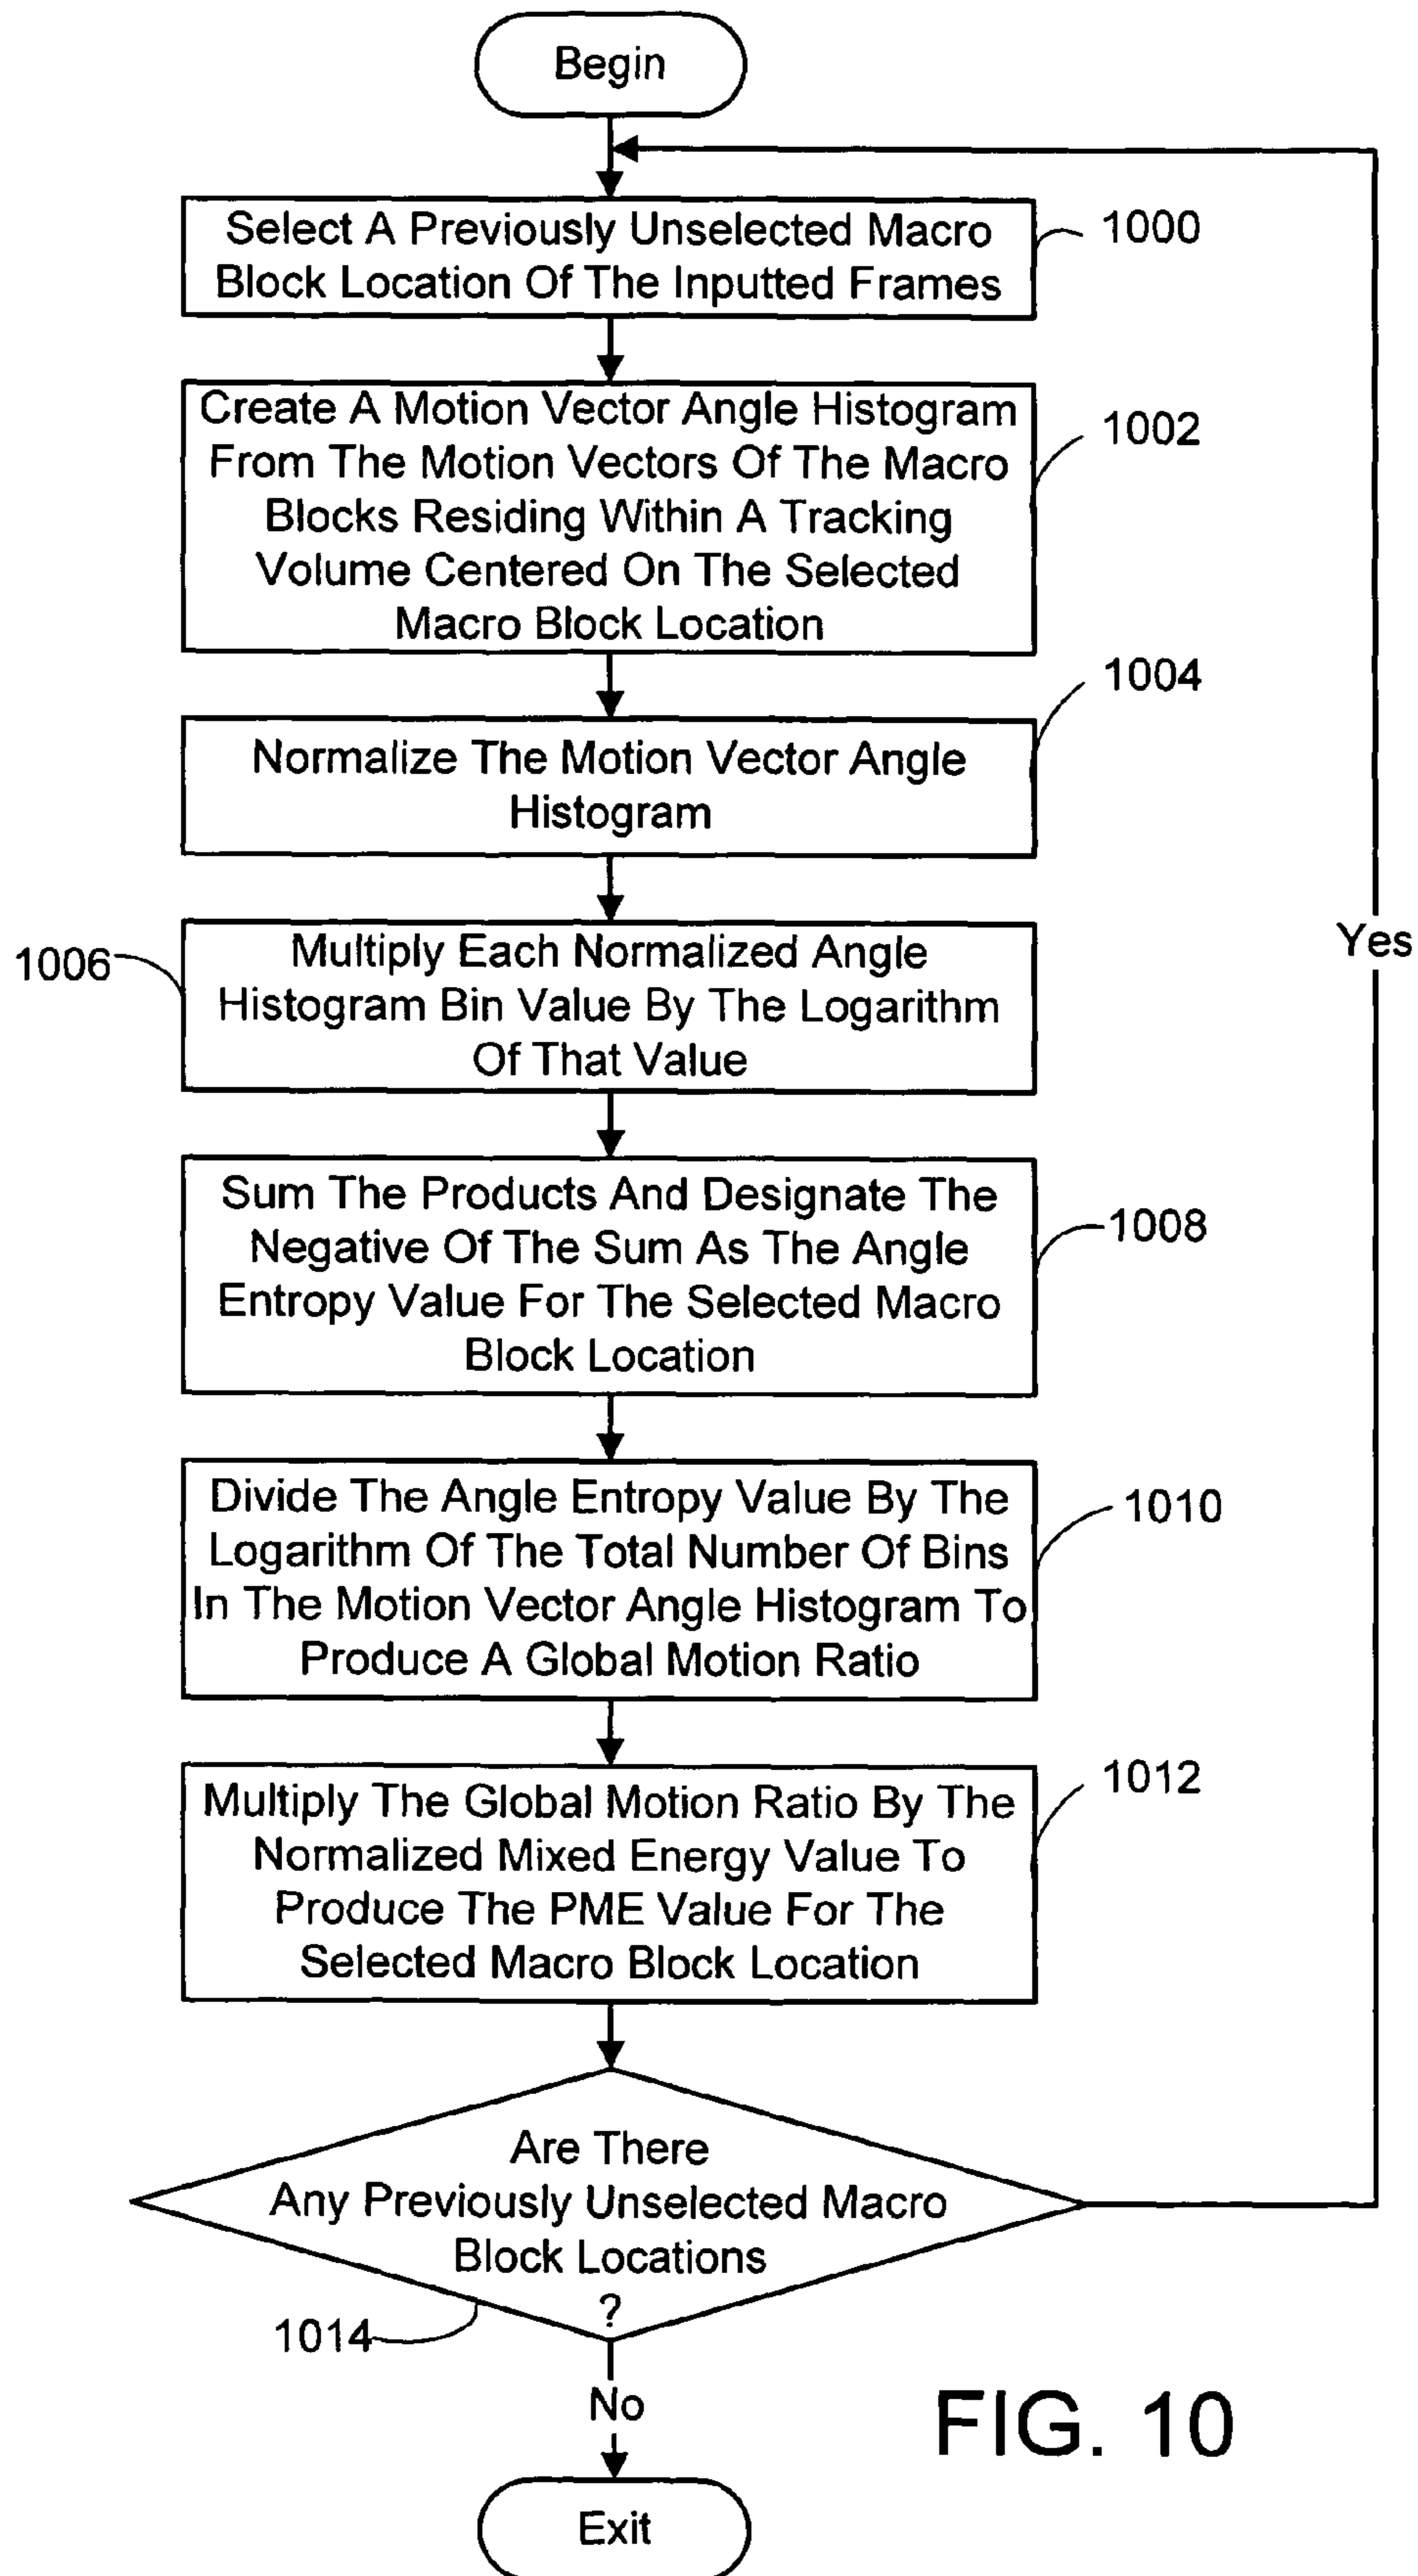 Begin
Select A Previously Unselected Macro
Block Location Of The Inputted Frames
1000
Create A Motion Vector Angle Histogram
From The Motion Vectors Of The Macro
Blocks Residing Within A Tracking
Volume Centered On The Selected
Macro Block Location
1002
1004
Normalize The Motion Vector Angle
Histogram
1006
Multiply Each Normalized Angle
Histogram Bin Value By The Logarithm
Of That Value
Yes
Sum The Products And Designate The
Negative Of The Sum As The Angle
Entropy Value For The Selected Macro
Block Location
1008
Divide The Angle Entropy Value By The
Logarithm Of The Total Number Of Bins
In The Motion Vector Angle Histogram To
Produce A Global Motion Ratio
1010
Multiply The Global Motion Ratio By The
Normalized Mixed Energy Value To
Produce The PME Value For The
Selected Macro Block Location
1012
Are There
Any Previously Unselected Macro
Block Locations
?
1014
No
Exit
FIG. 10